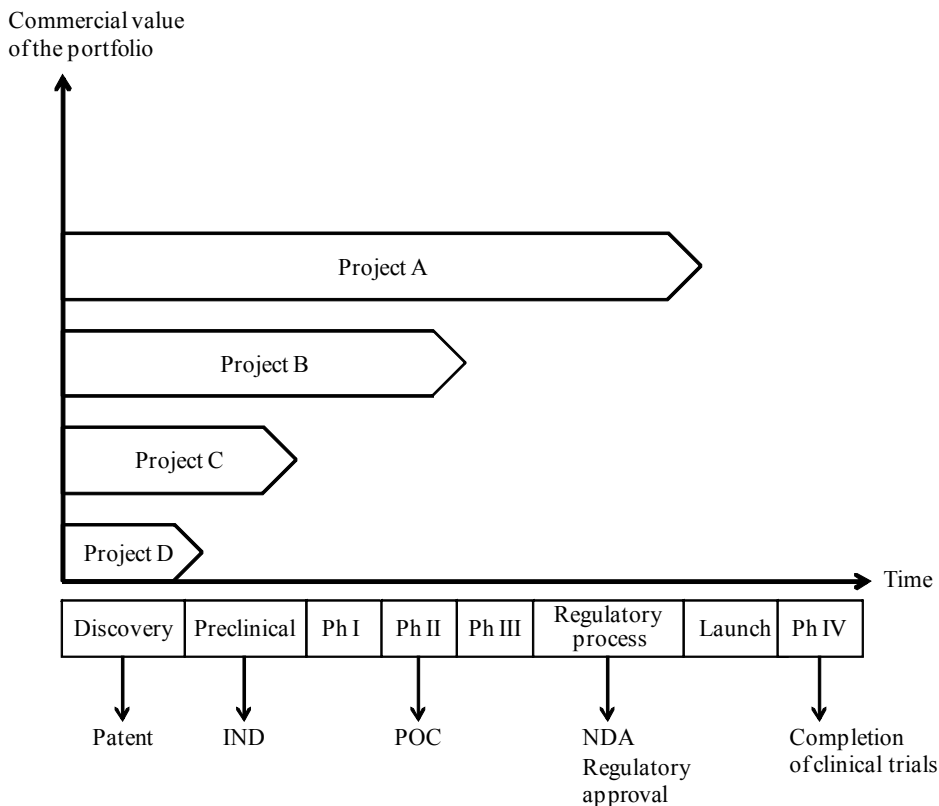 Commercial value
of the portfolio
Project A
Project B
Project C
Project D
Time
Discovery
Preclinical
Ph I
Ph II
Ph III
Regulatory
process
Launch
Ph IV
Patent
IND
POC
NDA
Regulatory
approval
Completion
of clinical trials